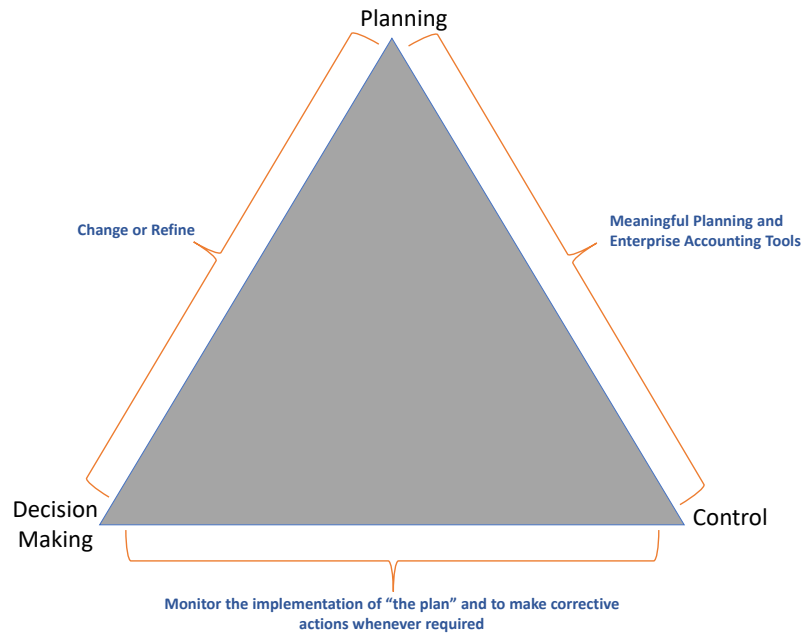 Planning
Change or Refine
Meaningful Planning and
Enterprise Accounting Tools
Decision
Making
Control
Monitor the implementation of “the plan” and to make corrective
actions whenever required